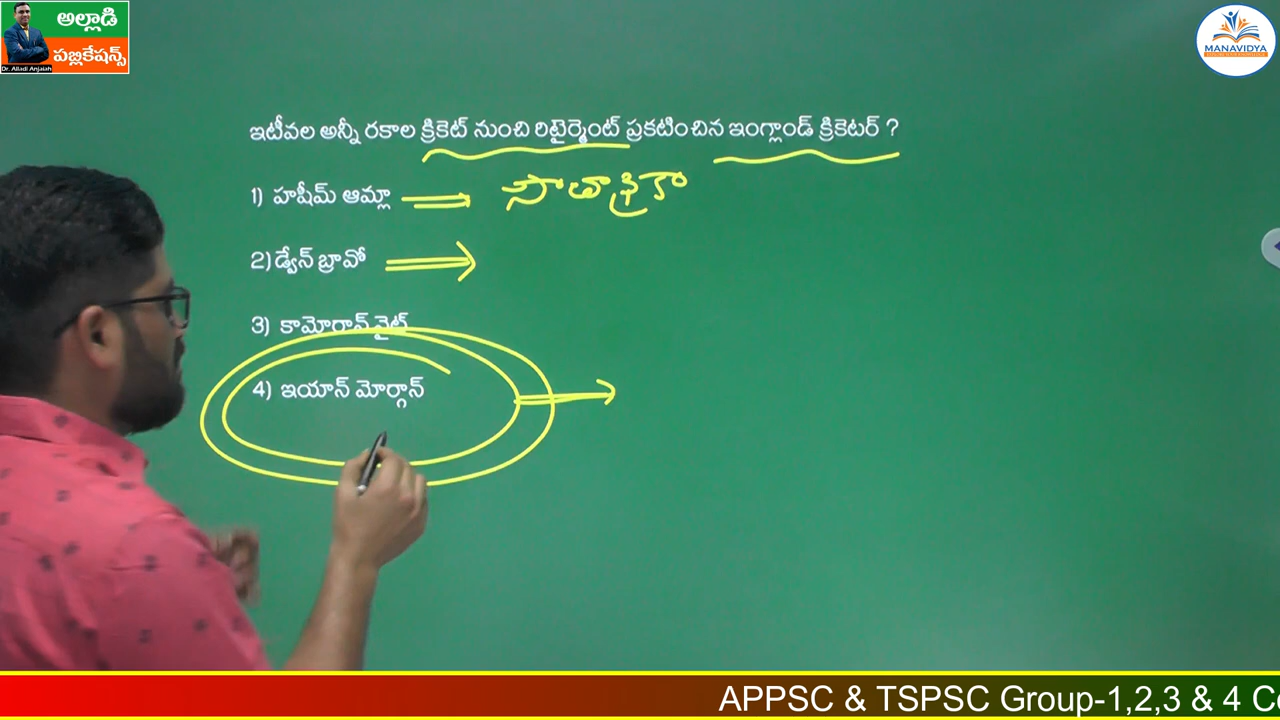 అల్లాడి
పబ్లికేషన్స్
Dr. Alladi Anjaiah
MANAVIDYA
ఇటీవల అన్నీ రకాల క్రికెట్ నుంచి రిటైర్మెంట్ ప్రకటించిన ఇంగ్లాండ్ క్రికెటర్ ?
1) హషీమ్ ఆమ్లా
సౌతాఫ్రికా
2) డ్వేన్ బ్రావో
3) కామోరాన్ వైట్
4) ఇయాన్ మోర్గాన్
APPSC & TSPSC Group-1,2,3 & 4 Co